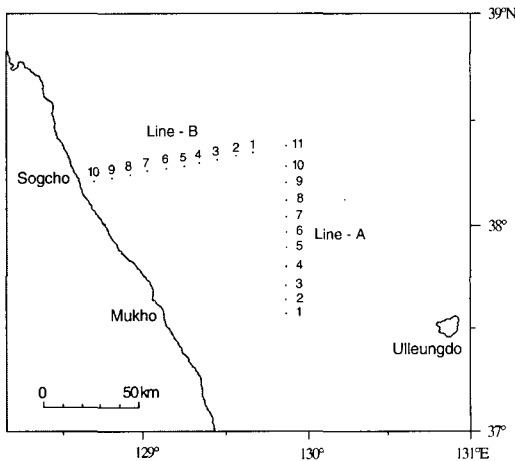 39°N
Line - B
10 9 8 7 6 5 4 3 2 1
11
10
9
8
7
6
5
4
3
2
1
Sogcho
38°
Line - A
Mukho
Ulleungdo
0 50km
37°
129° 130° 131°E